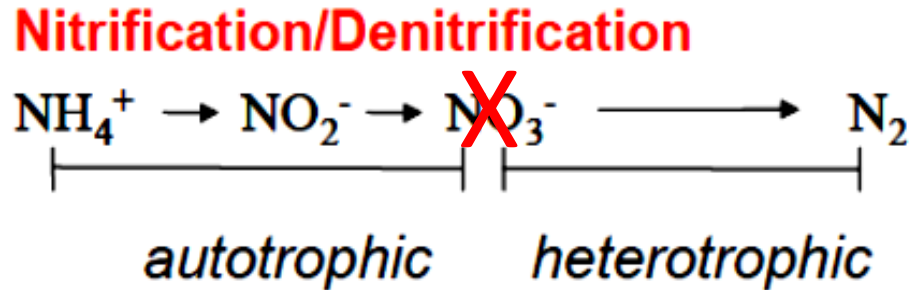 Nitrification/Denitrification
NH₄⁺ → NO₂⁻ → NO₃⁻ → N₂
autotrophic heterotrophic